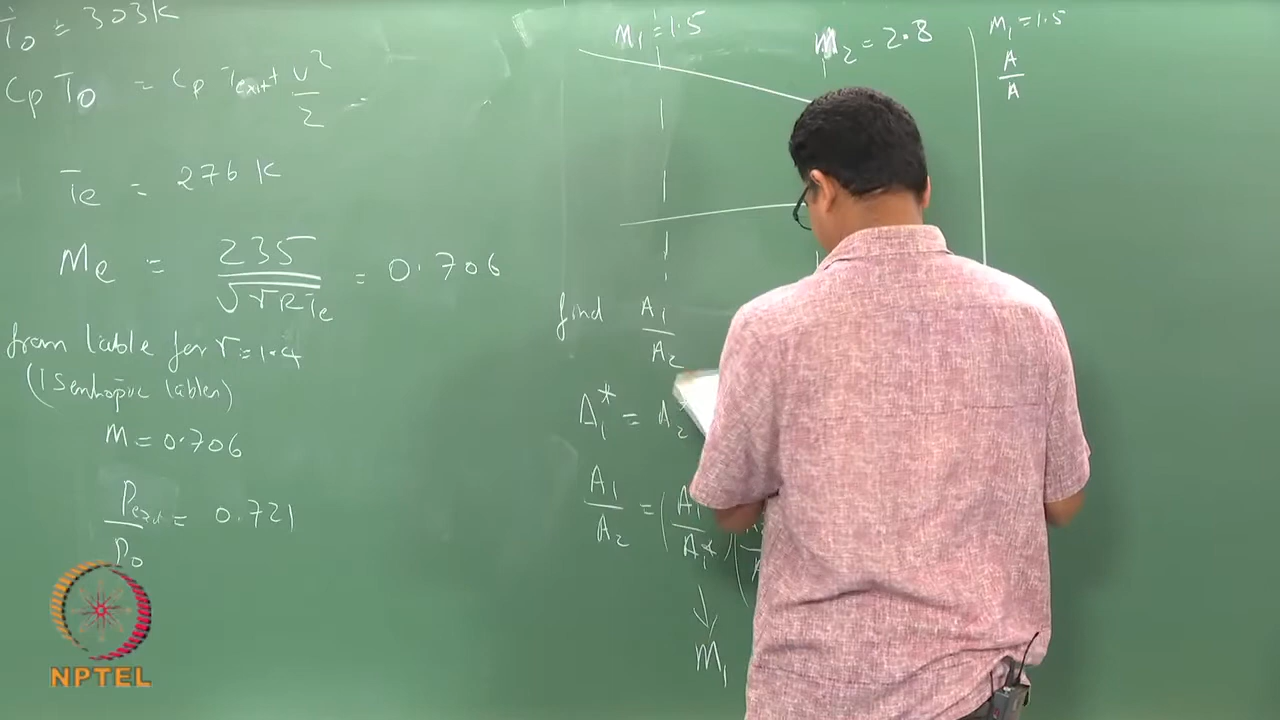 T₀ = 303K
Cp T₀ = Cp Texit + v²/2
Te = 276 K
Me = 235/√γRTe = 0.706
from table for γ = 1.4
(Isentropic tables)
M = 0.706
Pexit/P₀ = 0.721
M₁ = 1.5
M₂ = 2.8
find A₁/A₂
A₁* = A₂
A₁/A₂ = (A₁/A₁*)(
↓
M₁
M₁ = 1.5
A/A
NPTEL